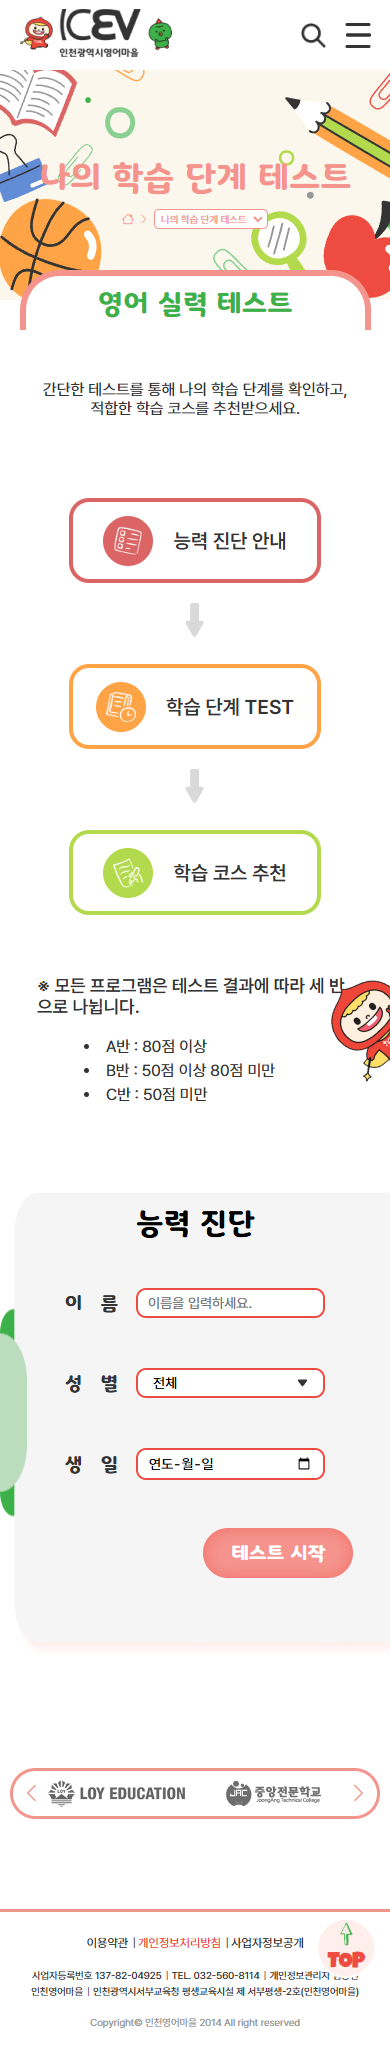 ICEV
인천광역시영어마을
나의 학습 단계 테스트
나의 학습 단계 테스트
영어 실력 테스트
간단한 테스트를 통해 나의 학습 단계를 확인하고,
적합한 학습 코스를 추천받으세요.
능력 진단 안내
학습 단계 TEST
학습 코스 추천
※ 모든 프로그램은 테스트 결과에 따라 세 반
으로 나뉩니다.
• A반 : 80점 이상
• B반 : 50점 이상 80점 미만
• C반 : 50점 미만
능력 진단
이 름 이름을 입력하세요.
성 별 전체
생 일 연도-월-일
테스트 시작
LOY LOY EDUCATION JAC 중앙전문학교
JoongAng Technical College
이용약관 | 개인정보처리방침 | 사업자정보공개
TOP
사업자등록번호 137-82-04925 | TEL. 032-560-8114 | 개인정보관리자
인천영어마을 | 인천광역시서부교육청 평생교육시설 제 서부평생-2호(인천영어마을)
Copyright© 인천영어마을 2014 All right reserved